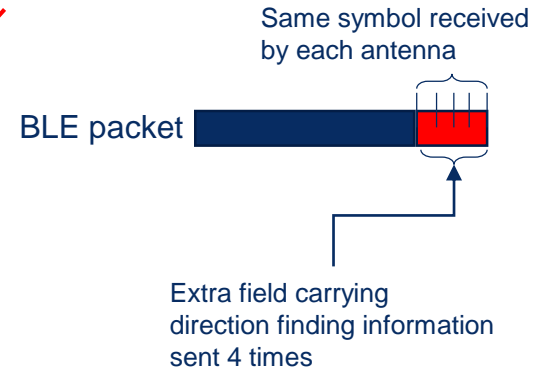 Same symbol received
by each antenna
BLE packet
Extra field carrying
direction finding information
sent 4 times